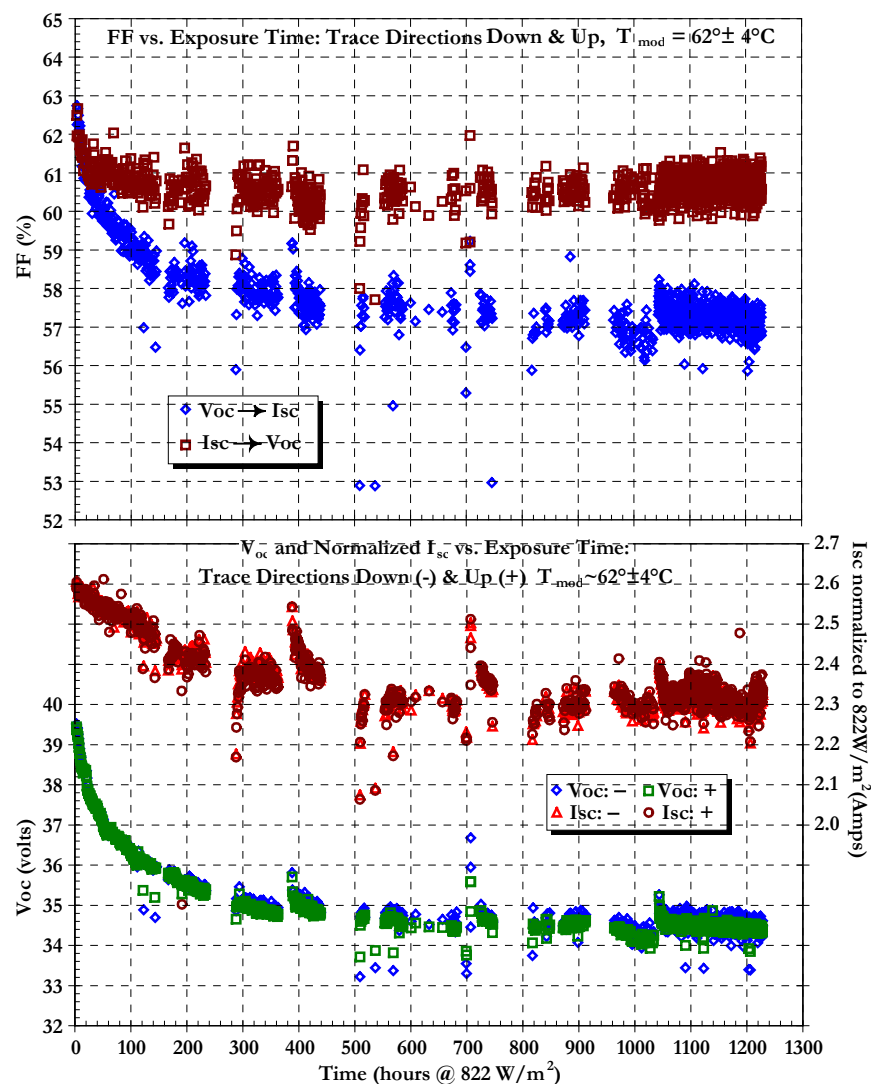 FF vs. Exposure Time: Trace Directions Down & Up, T mod = 62°± 4°C
65
64
63
62
61
60
59
58
57
56
55
54
53
52
FF (%)
Voc → Isc
Isc → Voc
Voc and Normalized Isc vs. Exposure Time:
Trace Directions Down (-) & Up (+) Tmod~62°±4°C
40
39
38
37
36
35
34
33
32
Voc (volts)
2.7
2.6
2.5
2.4
2.3
2.2
2.1
2.0
Isc normalized to 822W/m²(Amps)
Voc: – Voc: +
Isc: – Isc: +
0 100 200 300 400 500 600 700 800 900 1000 1100 1200 1300
Time (hours @ 822 W/m²)